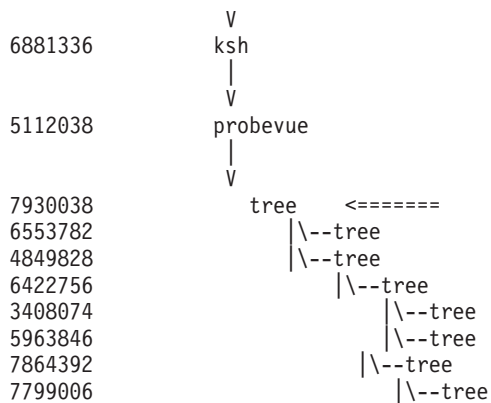 V
6881336 ksh
|
V
5112038 probevue
|
V
7930038 tree <=======
6553782 |\--tree
4849828 |\--tree
6422756 |\--tree
3408074 |\--tree
5963846 |\--tree
7864392 |\--tree
7799006 |\--tree